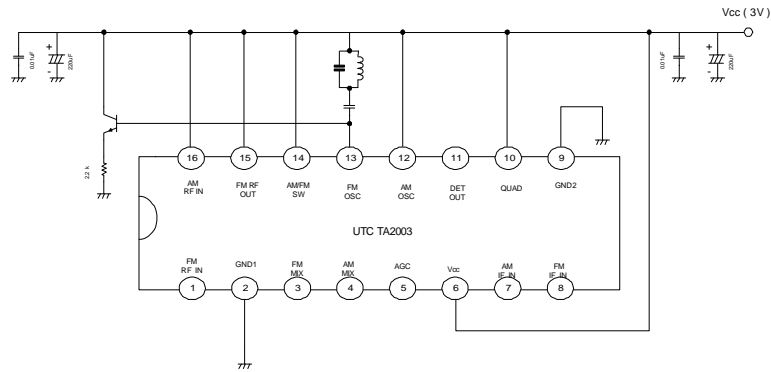 Vcc ( 3V )
+
0.01uF
220uF
-
+
0.01uF
220uF
-
2.2 k
16
15
14
13
12
11
10
9
AM
RF IN
FM RF
OUT
AM/FM
SW
FM
OSC
AM
OSC
DET
OUT
QUAD
GND2
UTC TA2003
FM
RF IN
GND1
FM
MIX
AM
MIX
AGC
Vcc
AM
IF IN
FM
IF IN
1
2
3
4
5
6
7
8